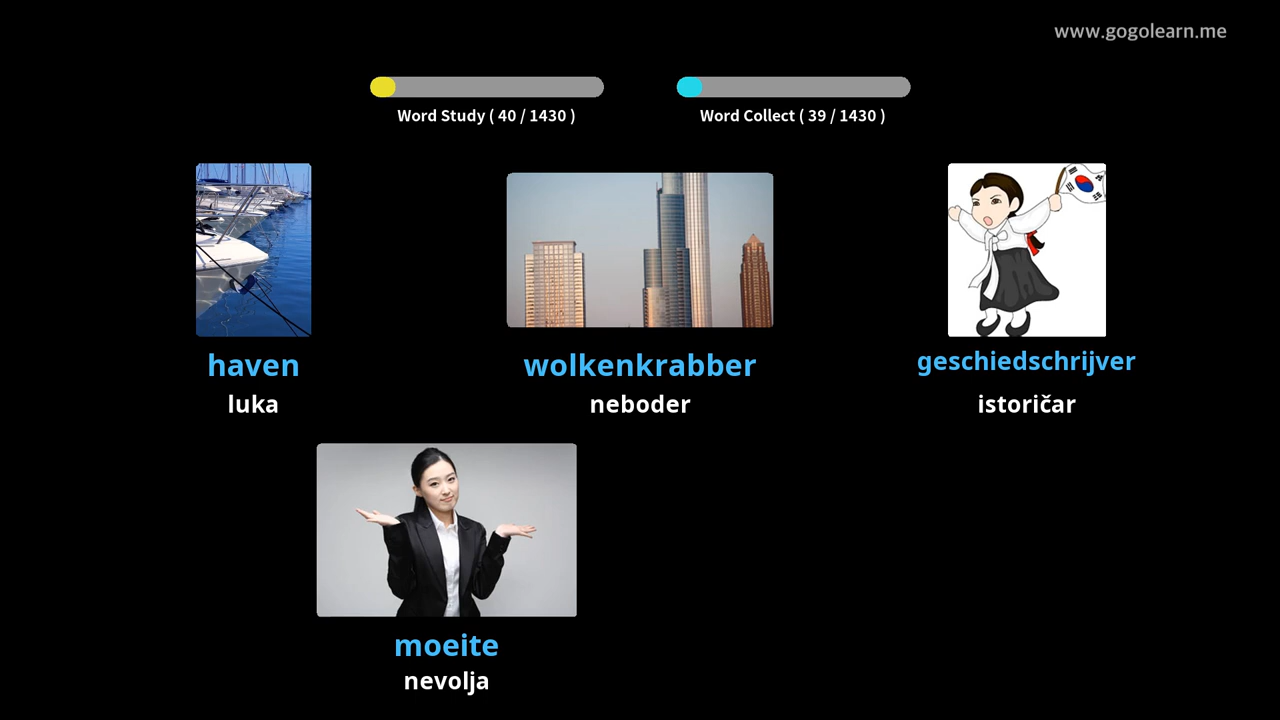 www.gogolearn.me
Word Study ( 40 / 1430 )
Word Collect ( 39 / 1430 )
haven
wolkenkrabber
geschiedschrijver
luka
neboder
istoričar
moeite
nevolja